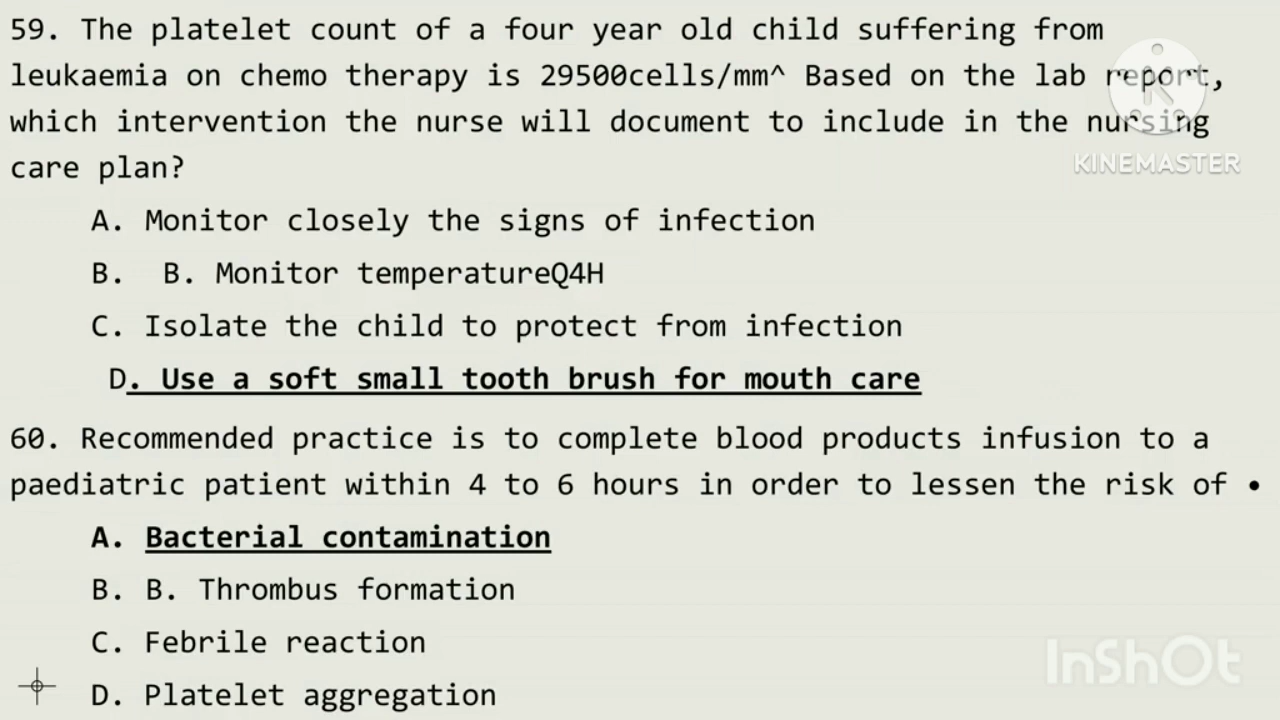 59. The platelet count of a four year old child suffering from
leukaemia on chemo therapy is 29500cells/mm^ Based on the lab report,
which intervention the nurse will document to include in the nursing
care plan?
KINEMASTER
A. Monitor closely the signs of infection
B. B. Monitor temperatureQ4H
C. Isolate the child to protect from infection
D. Use a soft small tooth brush for mouth care
60. Recommended practice is to complete blood products infusion to a
paediatric patient within 4 to 6 hours in order to lessen the risk of •
A. Bacterial contamination
B. B. Thrombus formation
C. Febrile reaction
D. Platelet aggregation
InShOt